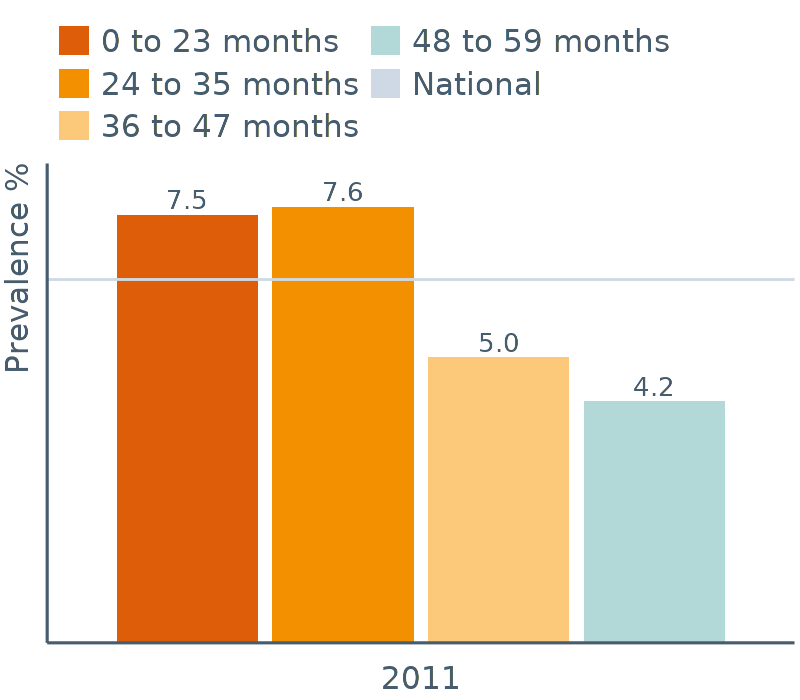 0 to 23 months
24 to 35 months
36 to 47 months
48 to 59 months
National
Prevalence %
7.5
7.6
5.0
4.2
2011